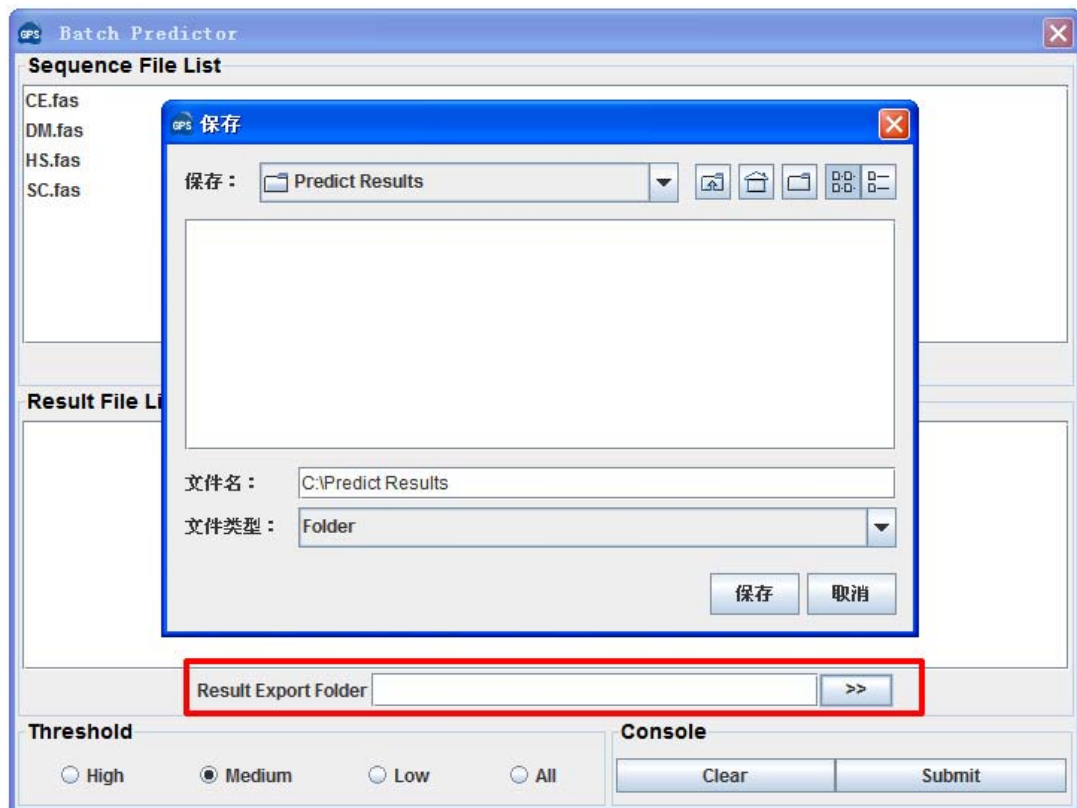 GPS Batch Predictor
Sequence File List
CE.fas
DM.fas
HS.fas
SC.fas
GPS 保存
保存： Predict Results
文件名： C:\Predict Results
文件类型： Folder
保存 取消
Result File Li
Result Export Folder >>
Threshold Console
High Medium Low All Clear Submit